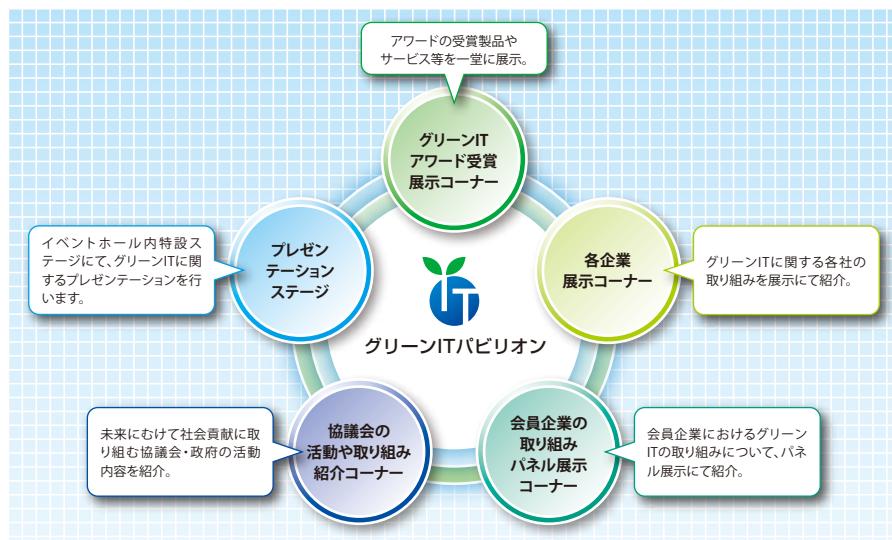 アワードの受賞製品や
サービス等を一堂に展示。
グリーンIT
アワード受賞
展示コーナー
イベントホール内特設ス
テージにて、グリーンITに関
するプレゼンテーションを行
います。
プレゼン
テーション
ステージ
各企業
展示コーナー
グリーンITに関する各社の
取り組みを展示にて紹介。
IT
グリーンITパビリオン
未来にむけて社会貢献に取
り組む協議会・政府の活動
内容を紹介。
協議会の
活動や取り組み
紹介コーナー
会員企業の
取り組み
パネル展示
コーナー
会員企業におけるグリーン
ITの取り組みについて、パネ
ル展示にて紹介。